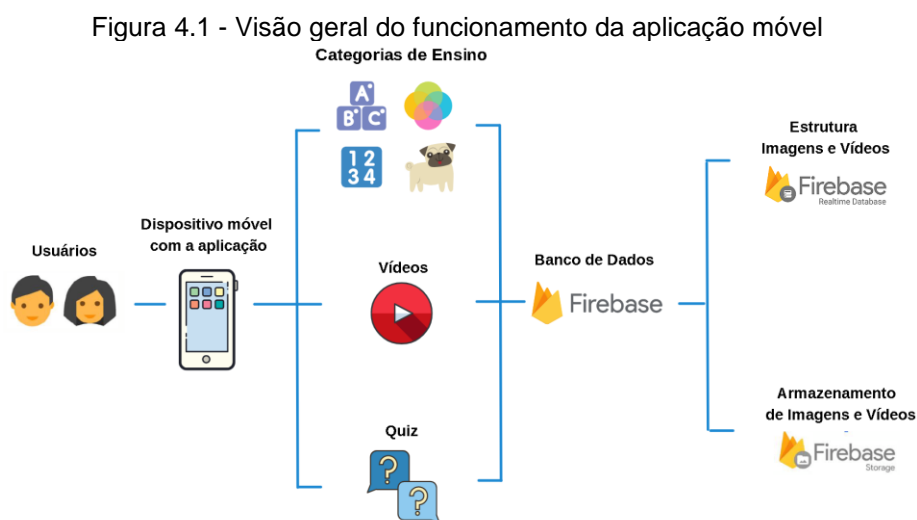 Figura 4.1 - Visão geral do funcionamento da aplicação móvel
Categorias de Ensino
A
B C
1 2
3 4
Usuários
Dispositivo móvel
com a aplicação
Vídeos
?
?
Quiz
Banco de Dados
Firebase
Estrutura
Imagens e Vídeos
Firebase
Realtime Database
Armazenamento
de Imagens e Vídeos
Firebase
Storage